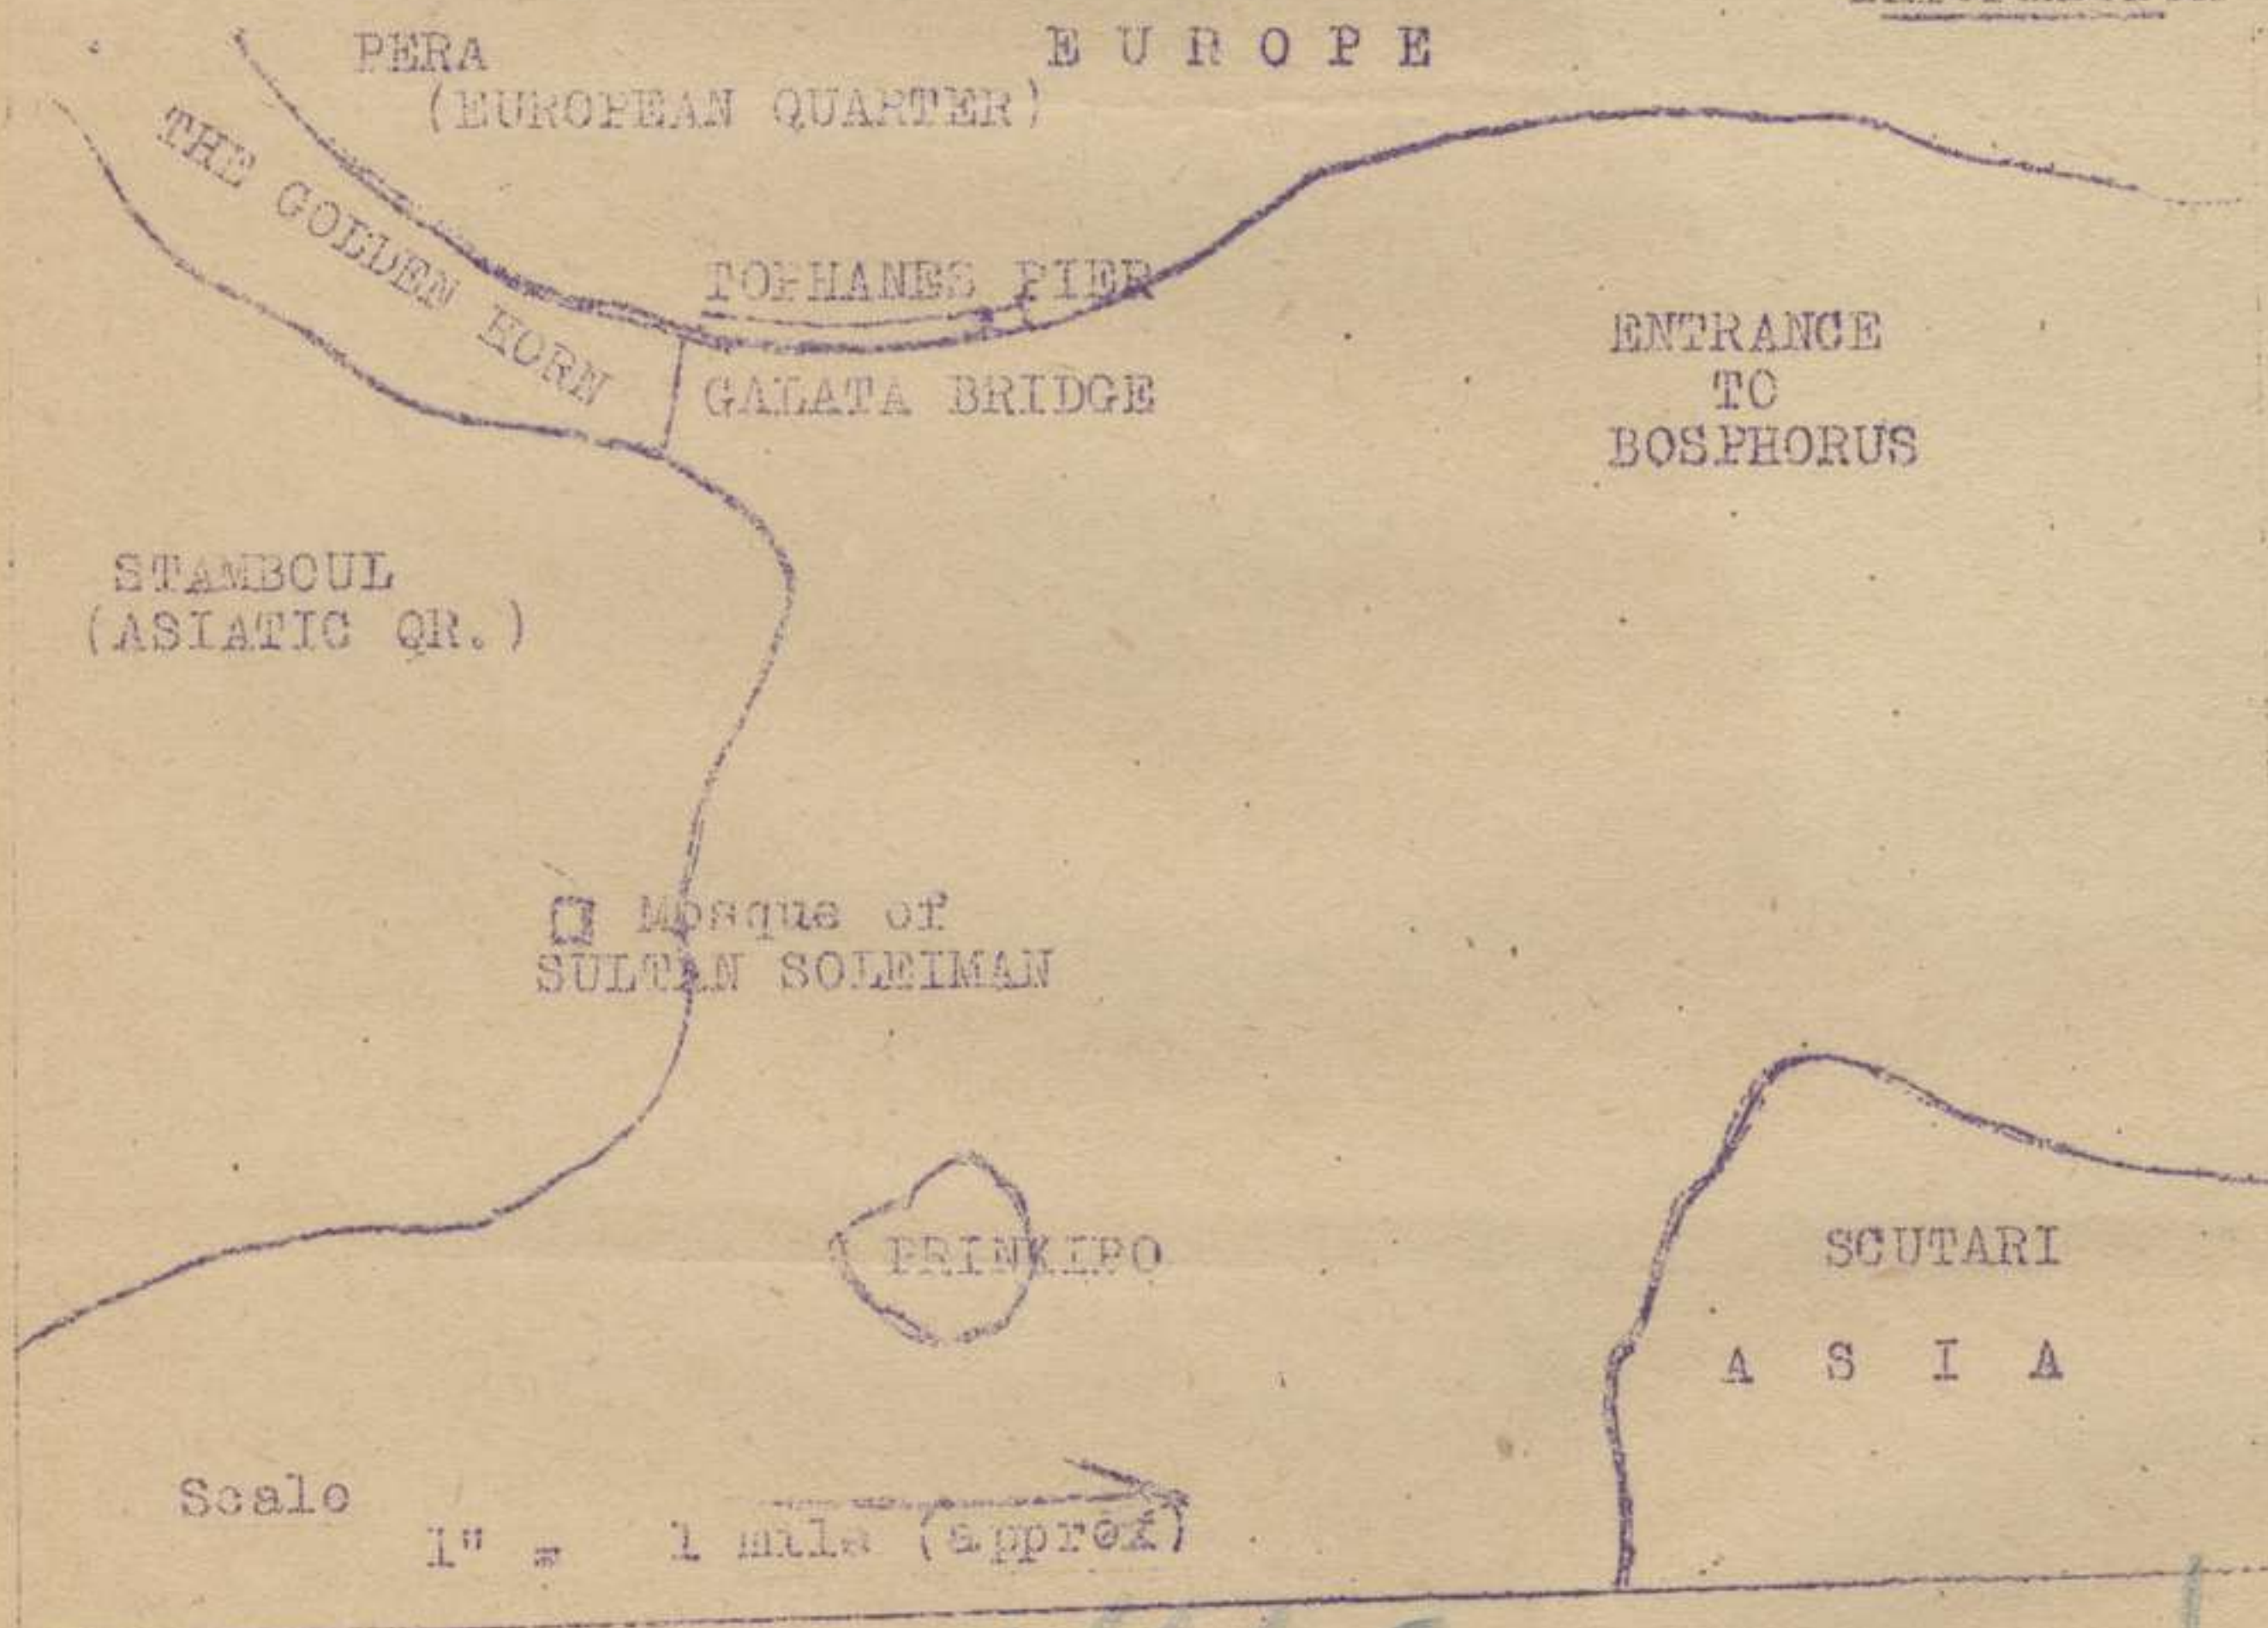 PERA
(EUROPEAN QUARTER)
E U R O P E
THE GOLDEN HORN
TOPHANES PIER
GALATA BRIDGE
ENTRANCE
TO
BOSPHORUS
STAMBOUL
(ASIATIC QR.)
Mosque of
SULTAN SOLEIMAN
PRINKIPO
SCUTARI
A S I A
Scale
1" = 1 mile (approx)